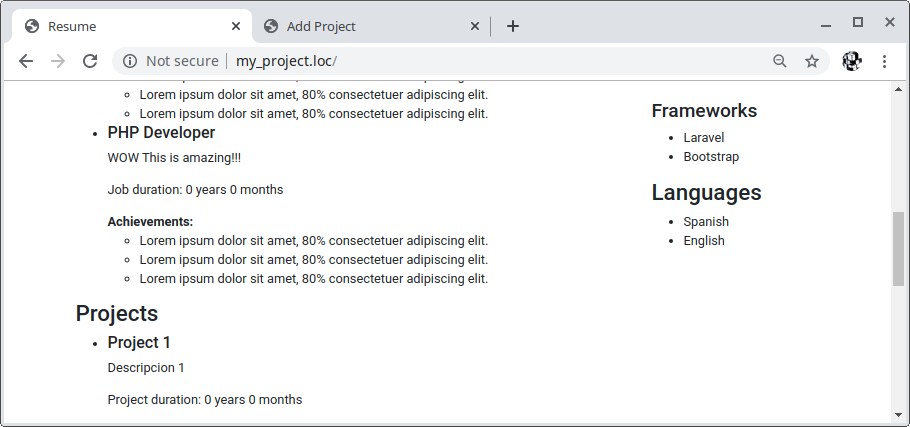 Resume
Add Project
Not secure
my_project.loc/
Lorem ipsum dolor sit amet, 80% consectetuer adipiscing elit.
Lorem ipsum dolor sit amet, 80% consectetuer adipiscing elit.
PHP Developer
WOW This is amazing!!!
Job duration: 0 years 0 months
Achievements:
Lorem ipsum dolor sit amet, 80% consectetuer adipiscing elit.
Lorem ipsum dolor sit amet, 80% consectetuer adipiscing elit.
Lorem ipsum dolor sit amet, 80% consectetuer adipiscing elit.
Projects
Project 1
Descripcion 1
Project duration: 0 years 0 months
Frameworks
Laravel
Bootstrap
Languages
Spanish
English